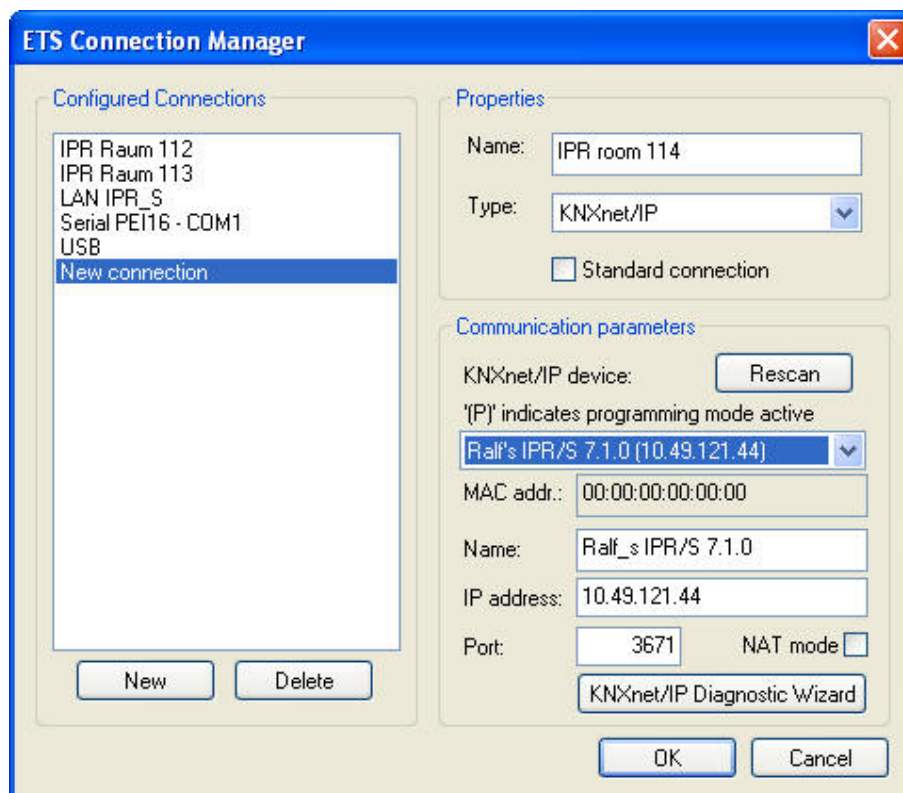 ETS Connection Manager
Configured Connections
IPR Raum 112
IPR Raum 113
LAN IPR_S
Serial PEI16 - COM1
USB
New connection
New
Delete
Properties
Name: IPR room 114
Type: KNXnet/IP
Standard connection
Communication parameters
KNXnet/IP device: Rescan
'(P)' indicates programming mode active
Ralf's IPR/S 7.1.0 (10.49.121.44)
MAC addr.: 00:00:00:00:00:00
Name: Ralf_s IPR/S 7.1.0
IP address: 10.49.121.44
Port: 3671 NAT mode
KNXnet/IP Diagnostic Wizard
OK Cancel